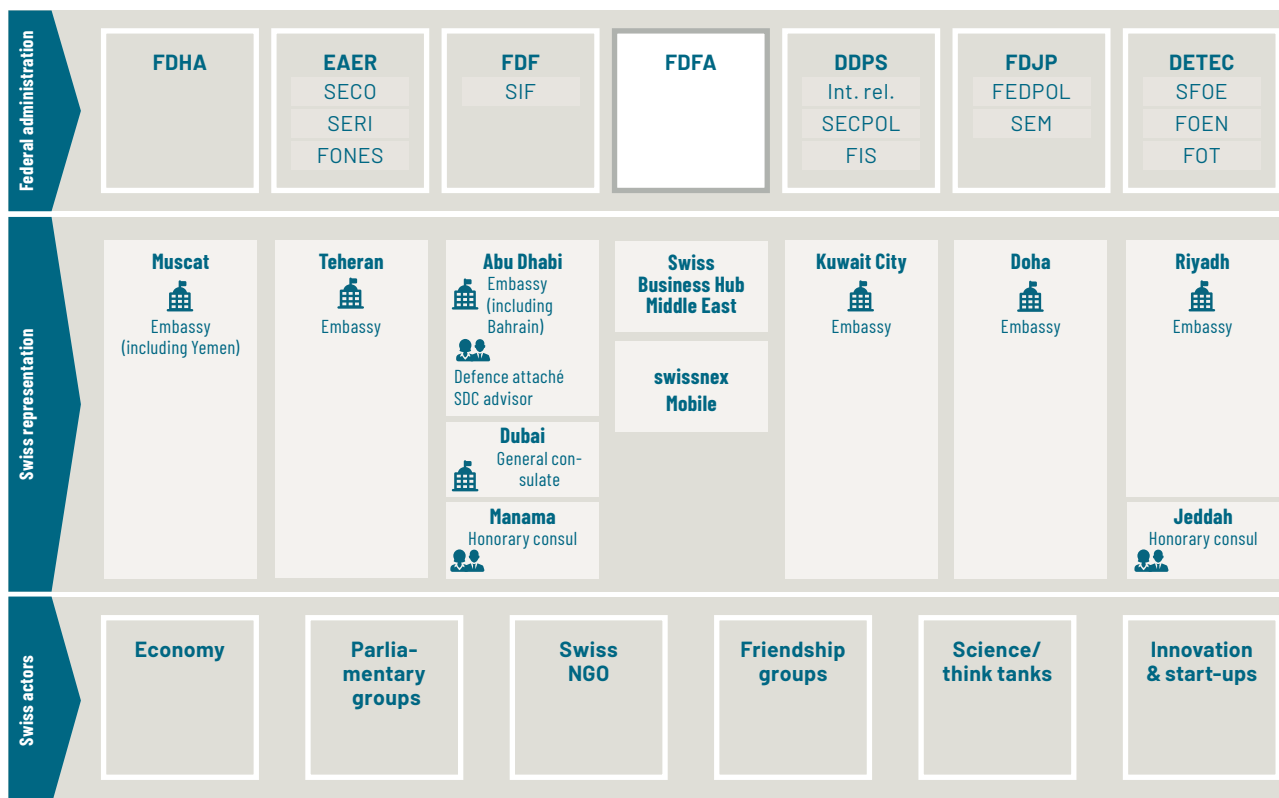 Federal administration
FDHA
EAER
SECO
SERI
FONES
FDF
SIF
FDFA
DDPS
Int. rel.
SECPOL
FIS
FDJP
FEDPOL
SEM
DETEC
SFOE
FOEN
FOT
Swiss representation
Muscat
Embassy
(including Yemen)
Teheran
Embassy
Abu Dhabi
Embassy
(including
Bahrain)
Defence attaché
SDC advisor
Dubai
General con-
sulate
Manama
Honorary consul
Swiss
Business Hub
Middle East
swissnex
Mobile
Kuwait City
Embassy
Doha
Embassy
Riyadh
Embassy
Jeddah
Honorary consul
Swiss actors
Economy
Parlia-
mentary
groups
Swiss
NGO
Friendship
groups
Science/
think tanks
Innovation
& start-ups